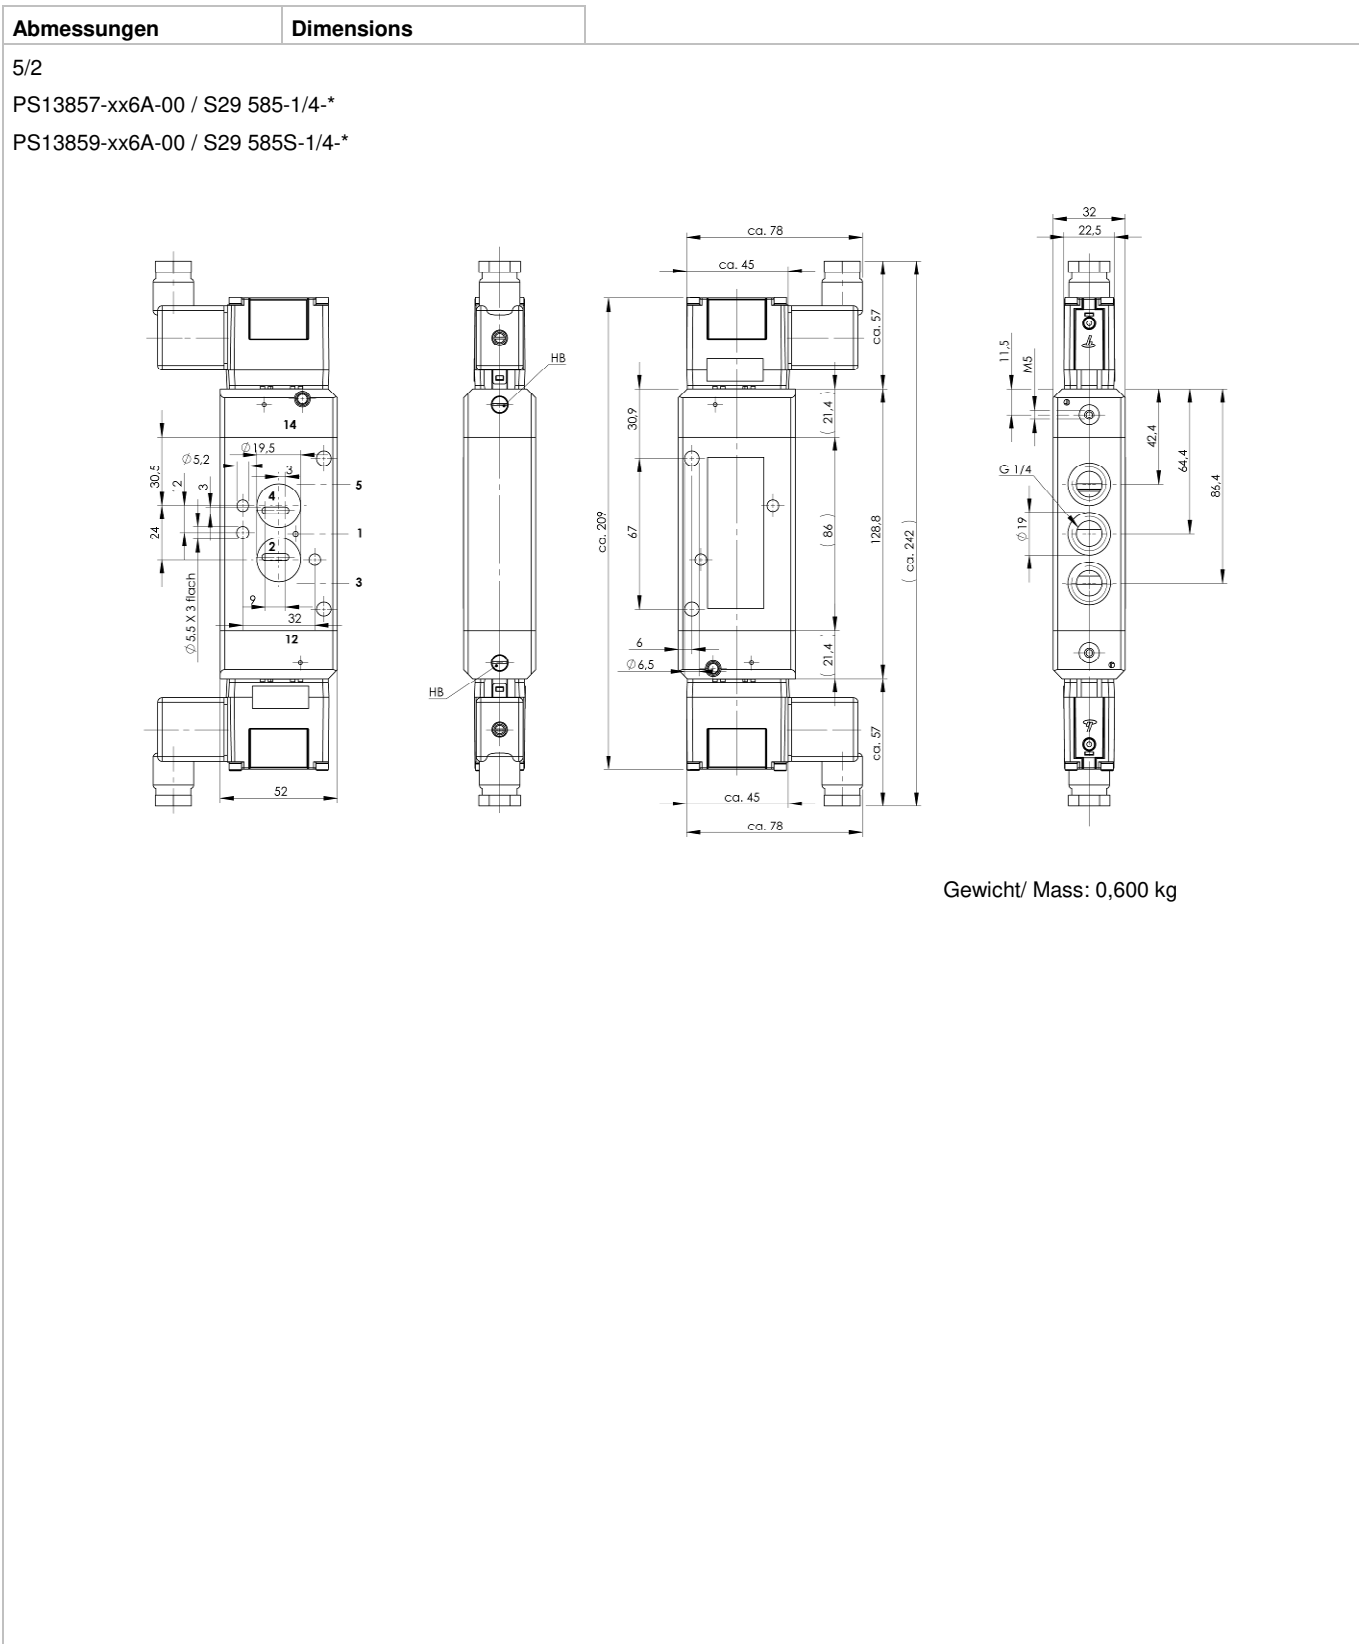 Abmessungen Dimensions
5/2
PS13857-xx6A-00 / S29 585-1/4-*
PS13859-xx6A-00 / S29 585S-1/4-*
32
22,5
ca. 78
ca. 45
ca. 57
11,5
M5
HB
30,9
( 21,4 )
14
Ø19,5
Ø5,2
3
30,5
3
2
4
5
42,4
64,4
86,4
G 1/4
Ø19
24
1
2
3
ca. 209
67
( 86 )
128,8
( ca. 242 )
Ø5,5 X 3 flach
9
32
12
6
Ø6,5
( 21,4 )
HB
ca. 57
52
ca. 45
ca. 78
Gewicht/ Mass: 0,600 kg